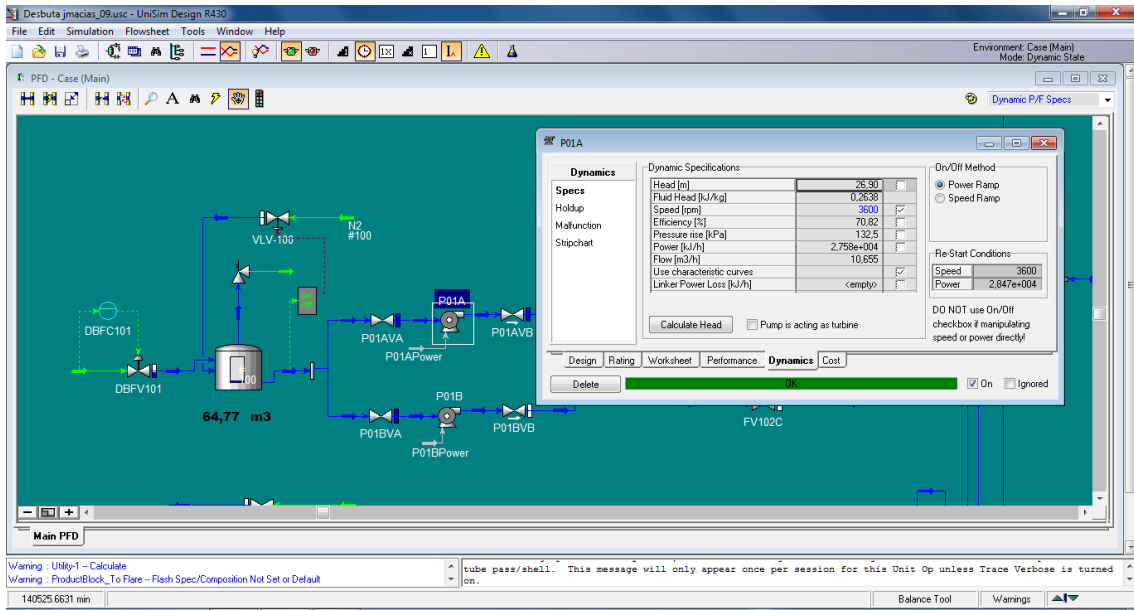 Desbuta jmacias_09.usc - UniSim Design R430
File Edit Simulation Flowsheet Tools Window Help
Environment: Case (Main)
Mode: Dynamic State
PFD - Case (Main)
Dynamic P/F Specs
P01A
Dynamics
Specs
Holdup
Malfunction
Stripchart
Dynamic Specifications
Head [m] 26,90
Fluid Head [kJ/kg] 0,2638
Speed [rpm] 3600
Efficiency [%] 70,82
Pressure rise [kPa] 132,5
Power [kJ/h] 2,758e+004
Flow [m3/h] 10,655
Use characteristic curves
Linker Power Loss [kJ/h] <empty>
Calculate Head
Pump is acting as turbine
On/Off Method
Power Ramp
Speed Ramp
Re-Start Conditions
Speed 3600
Power 2,847e+004
DO NOT use On/Off
checkbox if manipulating
speed or power directly!
Design Rating Worksheet Performance Dynamics Cost
Delete
OK
On
Ignored
N2
#100
VLV-100
On
Off
DBFC101
DBFV101
100
64,77 m3
P01AVA
P01A
P01APower
P01AVB
P01B
P01BVA
P01BPower
P01BVB
FV102C
Main PFD
Warning : Utility-1 -- Calculate
Warning : ProductBlock_To Flare -- Flash Spec/Composition Not Set or Default
tube pass/shell. This message will only appear once per session for this Unit Op unless Trace Verbose is turned
on.
140525.6631 min
Balance Tool
Warnings